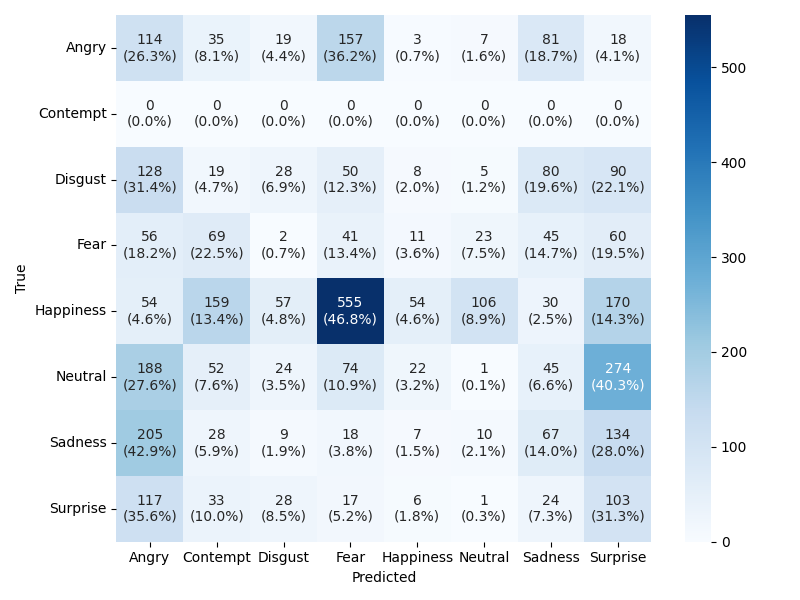 Angry 114 35 19 157 3 7 81 18
(26.3%) (8.1%) (4.4%) (36.2%) (0.7%) (1.6%) (18.7%) (4.1%)
Contempt 0 0 0 0 0 0 0 0
(0.0%) (0.0%) (0.0%) (0.0%) (0.0%) (0.0%) (0.0%) (0.0%)
Disgust 128 19 28 50 8 5 80 90
(31.4%) (4.7%) (6.9%) (12.3%) (2.0%) (1.2%) (19.6%) (22.1%)
Fear 56 69 2 41 11 23 45 60
(18.2%) (22.5%) (0.7%) (13.4%) (3.6%) (7.5%) (14.7%) (19.5%)
Happiness 54 159 57 555 54 106 30 170
(4.6%) (13.4%) (4.8%) (46.8%) (4.6%) (8.9%) (2.5%) (14.3%)
Neutral 188 52 24 74 22 1 45 274
(27.6%) (7.6%) (3.5%) (10.9%) (3.2%) (0.1%) (6.6%) (40.3%)
Sadness 205 28 9 18 7 10 67 134
(42.9%) (5.9%) (1.9%) (3.8%) (1.5%) (2.1%) (14.0%) (28.0%)
Surprise 117 33 28 17 6 1 24 103
(35.6%) (10.0%) (8.5%) (5.2%) (1.8%) (0.3%) (7.3%) (31.3%)
Angry Contempt Disgust Fear Happiness Neutral Sadness Surprise
Predicted
True
500
400
300
200
100
0